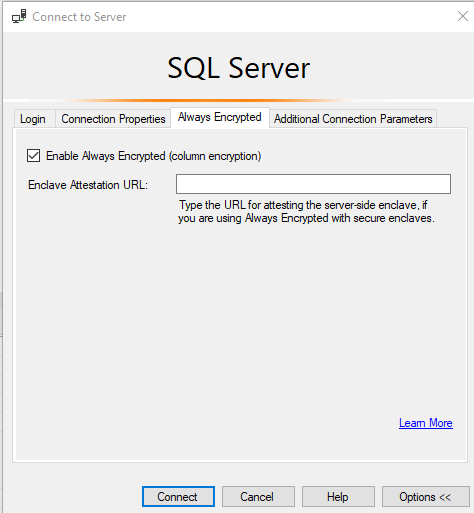 Connect to Server
SQL Server
Login
Connection Properties
Always Encrypted
Additional Connection Parameters
Enable Always Encrypted (column encryption)
Enclave Attestation URL:
Type the URL for attesting the server-side enclave, if
you are using Always Encrypted with secure enclaves.
Learn More
Connect
Cancel
Help
Options <<